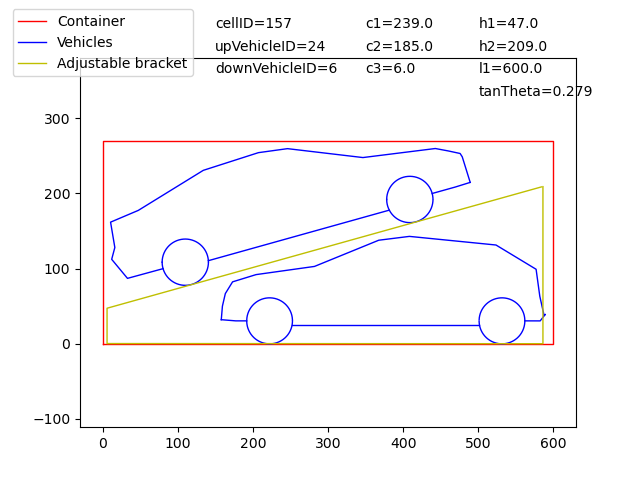 Container
Vehicles
Adjustable bracket
cellID=157
upVehicleID=24
downVehicleID=6
c1=239.0
c2=185.0
c3=6.0
h1=47.0
h2=209.0
l1=600.0
tanTheta=0.279
300
200
100
0
−100
0 100 200 300 400 500 600